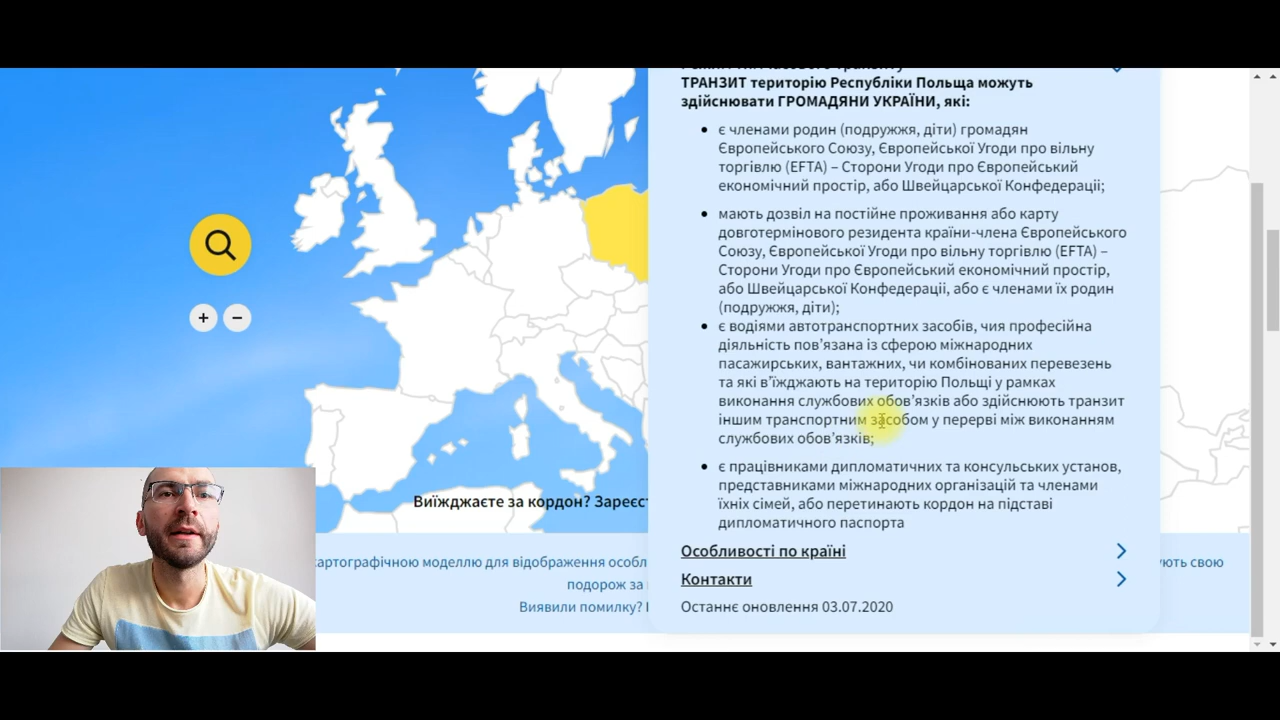 ТРАНЗИТ територію Республіки Польща можуть
здійснювати ГРОМАДЯНИ УКРАЇНИ, які:
є членами родин (подружжя, діти) громадян
Європейського Союзу, Європейської Угоди про вільну
торгівлю (EFTA) – Сторони Угоди про Європейський
економічний простір, або Швейцарської Конфедерації;
мають дозвіл на постійне проживання або карту
довготермінового резидента країни-члена Європейського
Союзу, Європейської Угоди про вільну торгівлю (EFTA) –
Сторони Угоди про Європейський економічний простір,
або Швейцарської Конфедерації, або є членами їх родин
(подружжя, діти);
є водіями автотранспортних засобів, чия професійна
діяльність пов’язана із сферою міжнародних
пасажирських, вантажних, чи комбінованих перевезень
та які в’їжджають на територію Польщі у рамках
виконання службових обов’язків або здійснюють транзит
іншим транспортним засобом у перерві між виконанням
службових обов’язків;
є працівниками дипломатичних та консульських установ,
представниками міжнародних організацій та членами
їхніх сімей, або перетинають кордон на підставі
дипломатичного паспорта
Особливості по країні
Контакти
Останнє оновлення 03.07.2020
Виїжджаєте за кордон? Зареєст
картографічною моделлю для відображення особл
ують свою
подорож за
Виявили помилку?